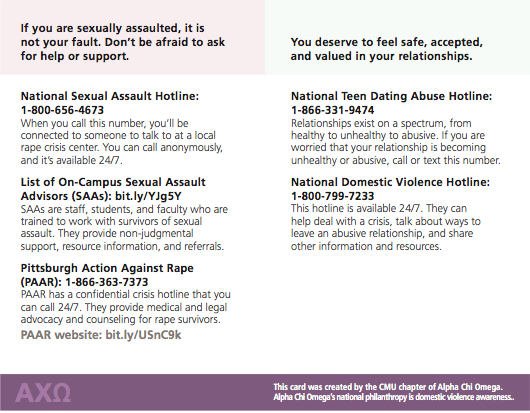 If you are sexually assaulted, it is
not your fault. Don't be afraid to ask
for help or support.
National Sexual Assault Hotline:
1-800-656-4673
When you call this number, you'll be
connected to someone to talk to at a local
rape crisis center. You can call anonymously,
and it's available 24/7.
List of On-Campus Sexual Assault
Advisors (SAAs): bit.ly/YJg5Y
SAAs are staff, students, and faculty who are
trained to work with survivors of sexual
assault. They provide non-judgmental
support, resource information, and referrals.
Pittsburgh Action Against Rape
(PAAR): 1-866-363-7373
PAAR has a confidential crisis hotline that you
can call 24/7. They provide medical and legal
advocacy and counseling for rape survivors.
PAAR website: bit.ly/USnC9k
You deserve to feel safe, accepted,
and valued in your relationships.
National Teen Dating Abuse Hotline:
1-866-331-9474
Relationships exist on a spectrum, from
healthy to unhealthy to abusive. If you are
worried that your relationship is becoming
unhealthy or abusive, call or text this number.
National Domestic Violence Hotline:
1-800-799-7233
This hotline is available 24/7. They can
help deal with a crisis, talk about ways to
leave an abusive relationship, and share
other information and resources.
ΑΧΩ
This card was created by the CMU chapter of Alpha Chi Omega.
Alpha Chi Omega's national philanthropy is domestic violence awareness..